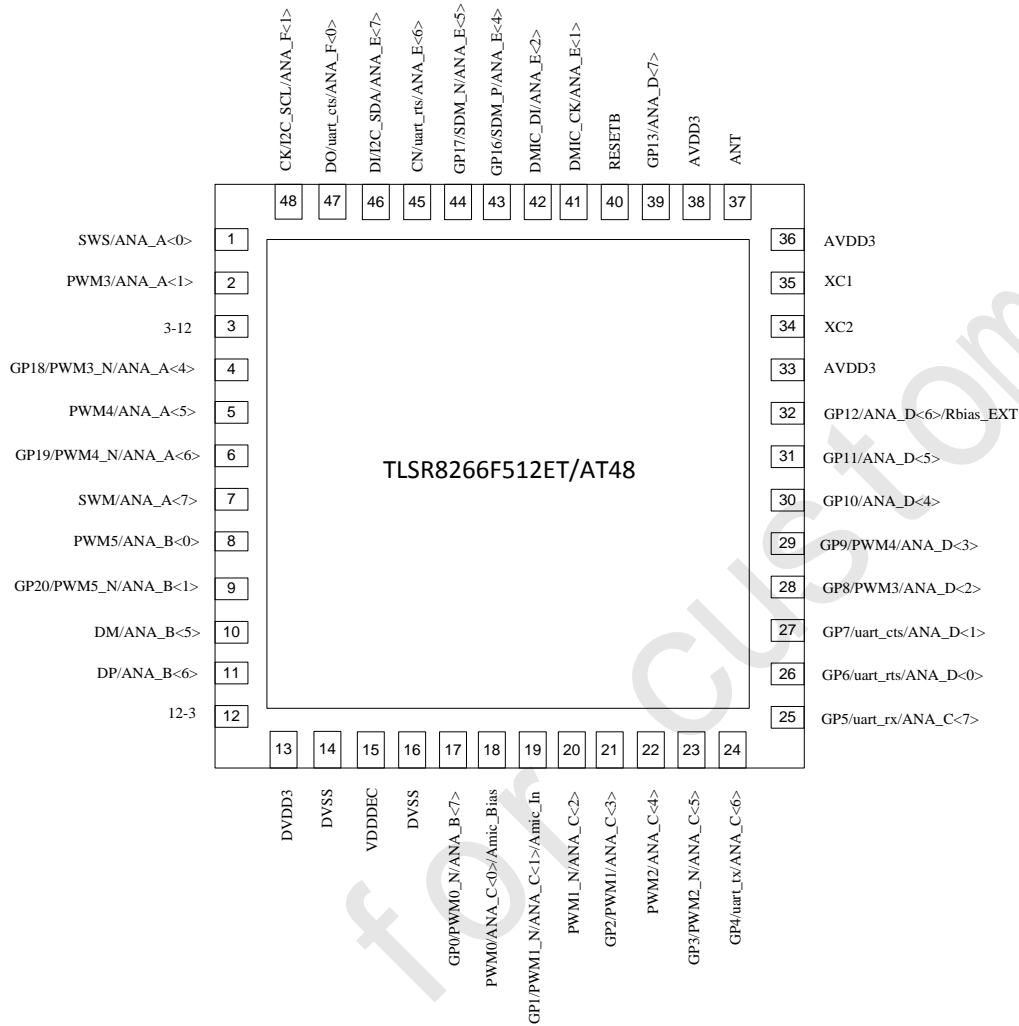 CK/I2C_SCL/ANA_F<1>
DO/uart_cts/ANA_F<0>
DI/I2C_SDA/ANA_E<7>
CN/uart_rts/ANA_E<6>
GP17/SDM_N/ANA_E<5>
GP16/SDM_P/ANA_E<4>
DMIC_DI/ANA_E<2>
DMIC_CK/ANA_E<1>
RESETB
GP13/ANA_D<7>
AVDD3
ANT
48 47 46 45 44 43 42 41 40 39 38 37
SWS/ANA_A<0> 1
PWM3/ANA_A<1> 2
3-12 3
GP18/PWM3_N/ANA_A<4> 4
PWM4/ANA_A<5> 5
GP19/PWM4_N/ANA_A<6> 6
SWM/ANA_A<7> 7
PWM5/ANA_B<0> 8
GP20/PWM5_N/ANA_B<1> 9
DM/ANA_B<5> 10
DP/ANA_B<6> 11
12-3 12
TLSR8266F512ET/AT48
36 AVDD3
35 XC1
34 XC2
33 AVDD3
32 GP12/ANA_D<6>/Rbias_EXT
31 GP11/ANA_D<5>
30 GP10/ANA_D<4>
29 GP9/PWM4/ANA_D<3>
28 GP8/PWM3/ANA_D<2>
27 GP7/uart_cts/ANA_D<1>
26 GP6/uart_rts/ANA_D<0>
25 GP5/uart_rx/ANA_C<7>
13 14 15 16 17 18 19 20 21 22 23 24
DVDD3
DVSS
VDDDEC
DVSS
GP0/PWM0_N/ANA_B<7>
PWM0/ANA_C<0>/Amic_Bias
GP1/PWM1_N/ANA_C<1>/Amic_In
PWM1_N/ANA_C<2>
GP2/PWM1/ANA_C<3>
PWM2/ANA_C<4>
GP3/PWM2_N/ANA_C<5>
GP4/uart_tx/ANA_C<6>
for custom